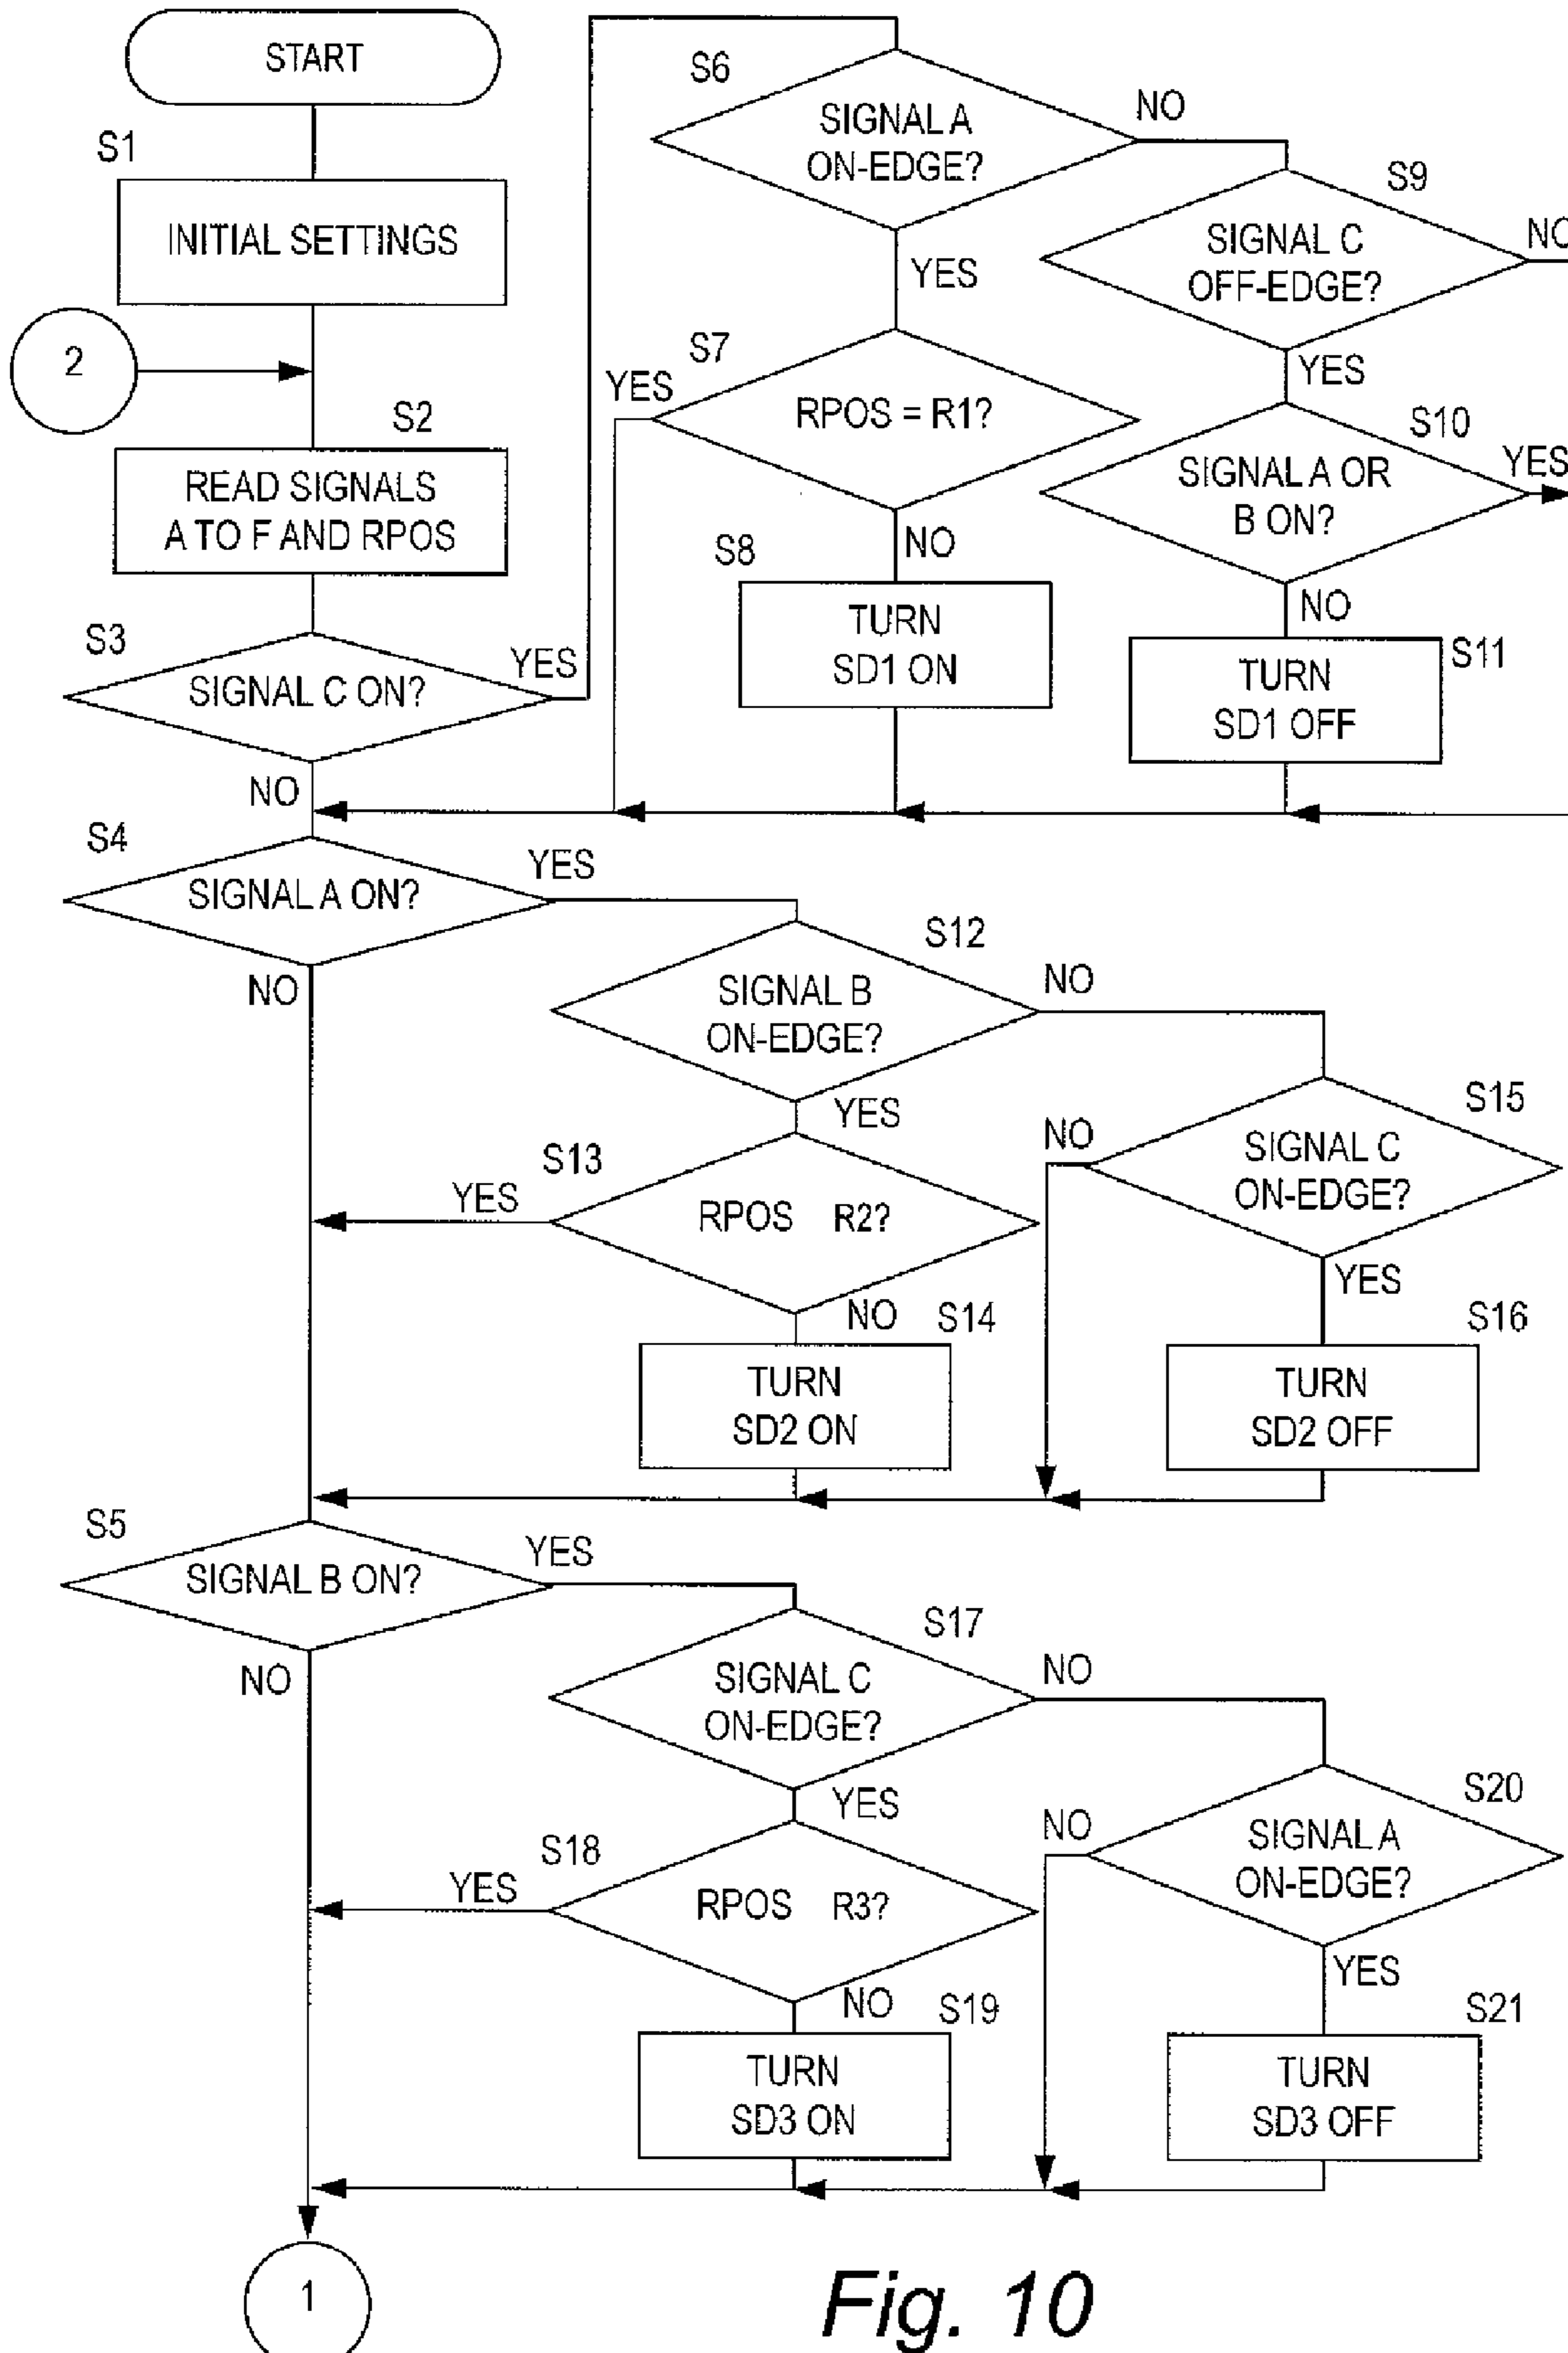 START
S1
INITIAL SETTINGS
2
S2
READ SIGNALS
A TO F AND RPOS
S3
SIGNAL C ON?
YES
NO
S6
SIGNAL A
ON-EDGE?
NO
YES
S7
YES
RPOS = R1?
NO
S8
TURN
SD1 ON
S9
SIGNAL C
OFF-EDGE?
NO
YES
S10
SIGNAL A OR
B ON?
YES
NO
S11
TURN
SD1 OFF
S4
SIGNAL A ON?
YES
NO
S12
SIGNAL B
ON-EDGE?
NO
YES
S13
YES
RPOS R2?
NO
S14
TURN
SD2 ON
S15
NO
SIGNAL C
ON-EDGE?
YES
S16
TURN
SD2 OFF
S5
SIGNAL B ON?
YES
NO
S17
SIGNAL C
ON-EDGE?
NO
YES
S18
YES
RPOS R3?
NO
S19
TURN
SD3 ON
S20
NO
SIGNAL A
ON-EDGE?
YES
S21
TURN
SD3 OFF
1
Fig. 10